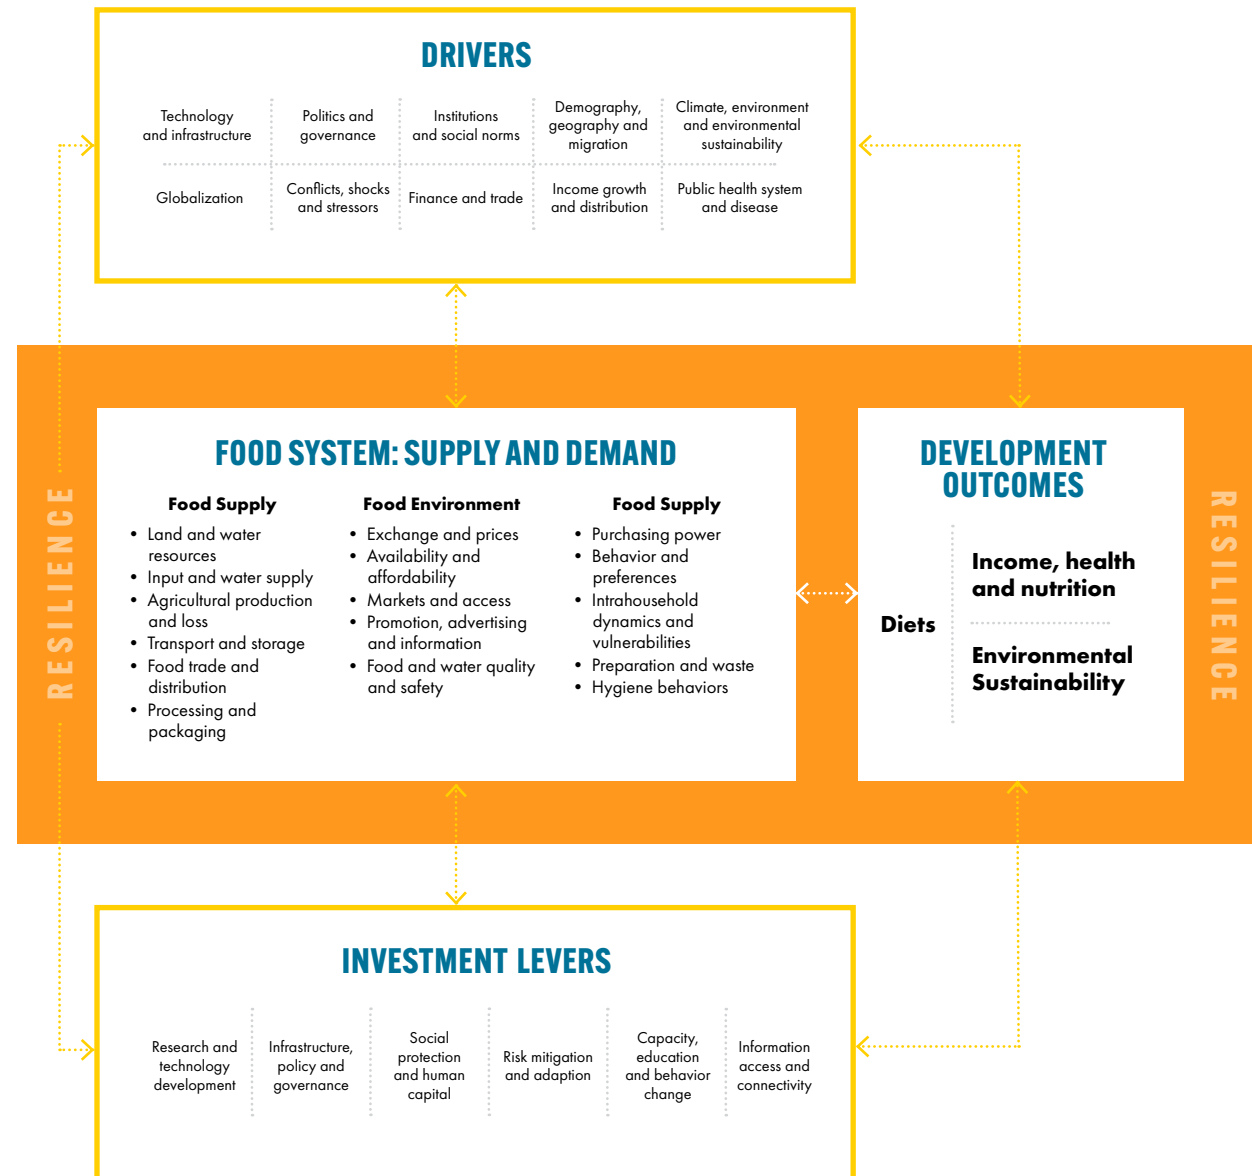 DRIVERS
Technology
and infrastructure
Politics and
governance
Institutions
and social norms
Demography,
geography and
migration
Climate, environment
and environmental
sustainability
Globalization
Conflicts, shocks
and stressors
Finance and trade
Income growth
and distribution
Public health system
and disease
RESILIENCE
FOOD SYSTEM: SUPPLY AND DEMAND
Food Supply
• Land and water
resources
• Input and water supply
• Agricultural production
and loss
• Transport and storage
• Food trade and
distribution
• Processing and
packaging
Food Environment
• Exchange and prices
• Availability and
affordability
• Markets and access
• Promotion, advertising
and information
• Food and water quality
and safety
Food Supply
• Purchasing power
• Behavior and
preferences
• Intrahousehold
dynamics and
vulnerabilities
• Preparation and waste
• Hygiene behaviors
DEVELOPMENT
OUTCOMES
Diets
Income, health
and nutrition
Environmental
Sustainability
RESILIENCE
INVESTMENT LEVERS
Research and
technology
development
Infrastructure,
policy and
governance
Social
protection
and human
capital
Risk mitigation
and adaption
Capacity,
education
and behavior
change
Information
access and
connectivity